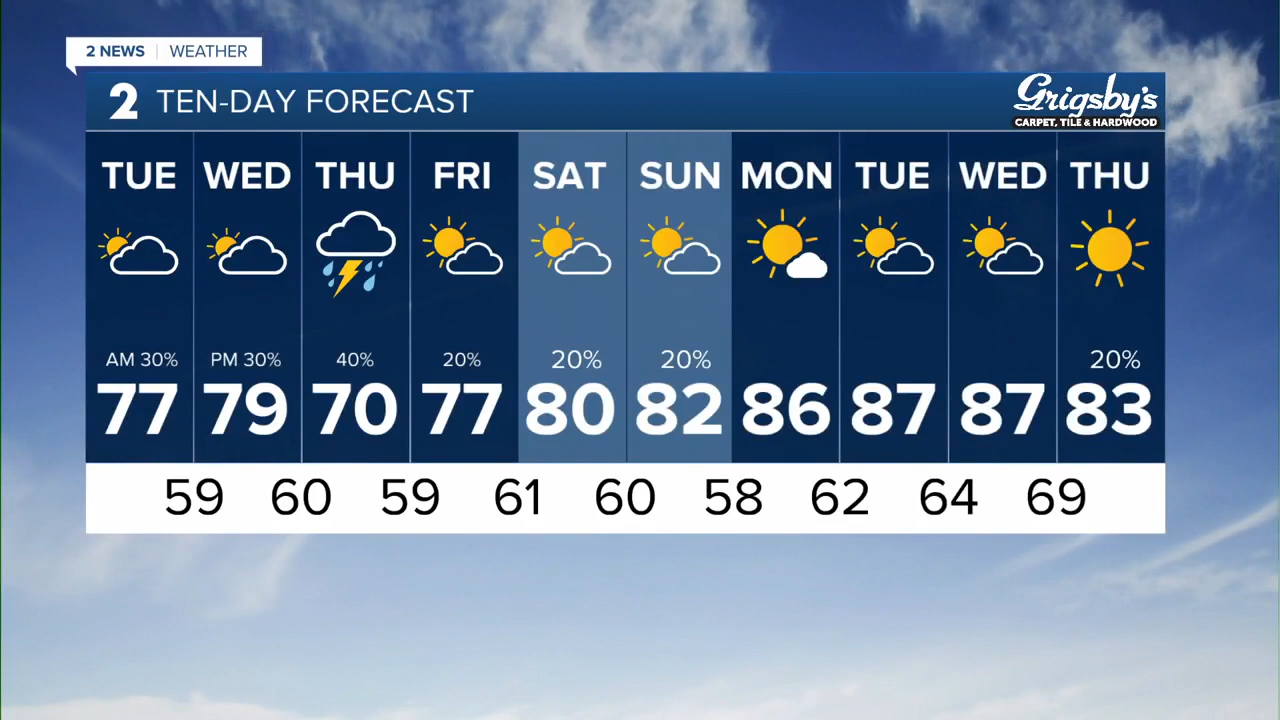 2 NEWS | WEATHER
2 TEN-DAY FORECAST
Grigsby's
CARPET, TILE & HARDWOOD
TUE WED THU FRI SAT SUN MON TUE WED THU
AM 30% PM 30% 40% 20% 20% 20% 20%
77 79 70 77 80 82 86 87 87 83
59 60 59 61 60 58 62 64 69